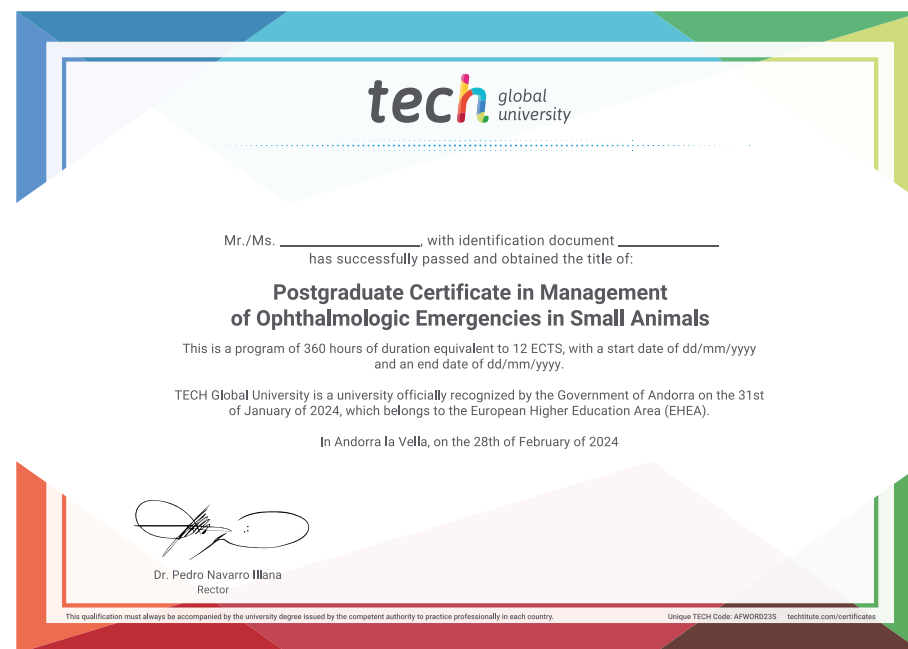 tech global university
Mr./Ms. ____________________, with identification document ______________
has successfully passed and obtained the title of:
Postgraduate Certificate in Management
of Ophthalmologic Emergencies in Small Animals
This is a program of 360 hours of duration equivalent to 12 ECTS, with a start date of dd/mm/yyyy
and an end date of dd/mm/yyyy.
TECH Global University is a university officially recognized by the Government of Andorra on the 31st
of January of 2024, which belongs to the European Higher Education Area (EHEA).
In Andorra la Vella, on the 28th of February of 2024
Dr. Pedro Navarro Illana
Rector
This qualification must always be accompanied by the university degree issued by the competent authority to practice professionally in each country.
Unique TECH Code: AFWORD23S techtitute.com/certificates